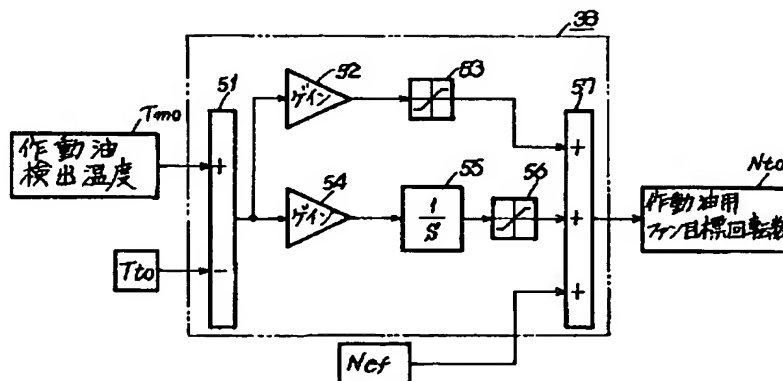 38
52
53
51
57
ゲイン
Tmo
作動油
検出温度
+
+
Nto
54
55
56
作動油用
ファン目標回転数
ゲイン
1
S
+
Tto
−
+
Nef